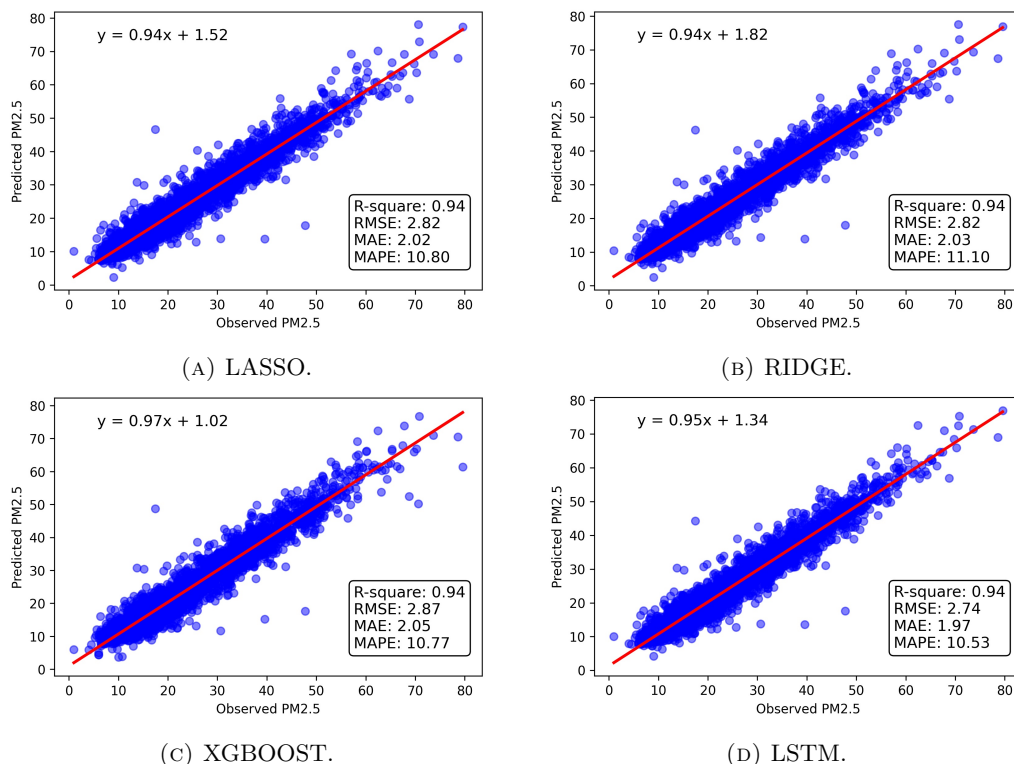 y = 0.94x + 1.52
Predicted PM2.5
80
70
60
50
40
30
20
10
0
R-square: 0.94
RMSE: 2.82
MAE: 2.02
MAPE: 10.80
0 10 20 30 40 50 60 70 80
Observed PM2.5
(A) LASSO.
y = 0.94x + 1.82
Predicted PM2.5
80
70
60
50
40
30
20
10
0
R-square: 0.94
RMSE: 2.82
MAE: 2.03
MAPE: 11.10
0 10 20 30 40 50 60 70 80
Observed PM2.5
(B) RIDGE.
y = 0.97x + 1.02
Predicted PM2.5
80
70
60
50
40
30
20
10
0
R-square: 0.94
RMSE: 2.87
MAE: 2.05
MAPE: 10.77
0 10 20 30 40 50 60 70 80
Observed PM2.5
(C) XGBOOST.
y = 0.95x + 1.34
Predicted PM2.5
80
70
60
50
40
30
20
10
0
R-square: 0.94
RMSE: 2.74
MAE: 1.97
MAPE: 10.53
0 10 20 30 40 50 60 70 80
Observed PM2.5
(D) LSTM.